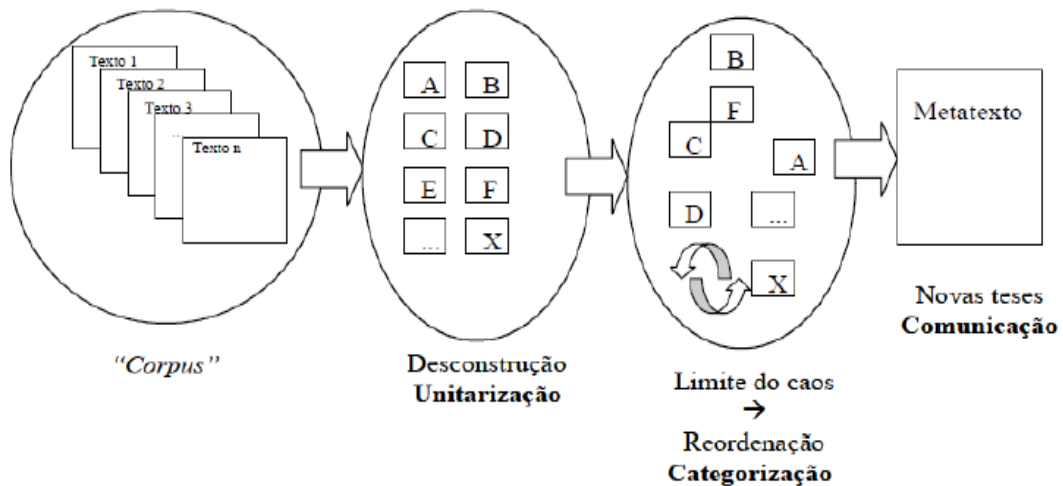 Texto 1
Texto 2
Texto 3
...
Texto n
“Corpus”
A B
C D
E F
... X
Desconstrução
Unitarização
B
F
C
A
D ...
X
Limite do caos
→
Reordenação
Categorização
Metatexto
Novas teses
Comunicação